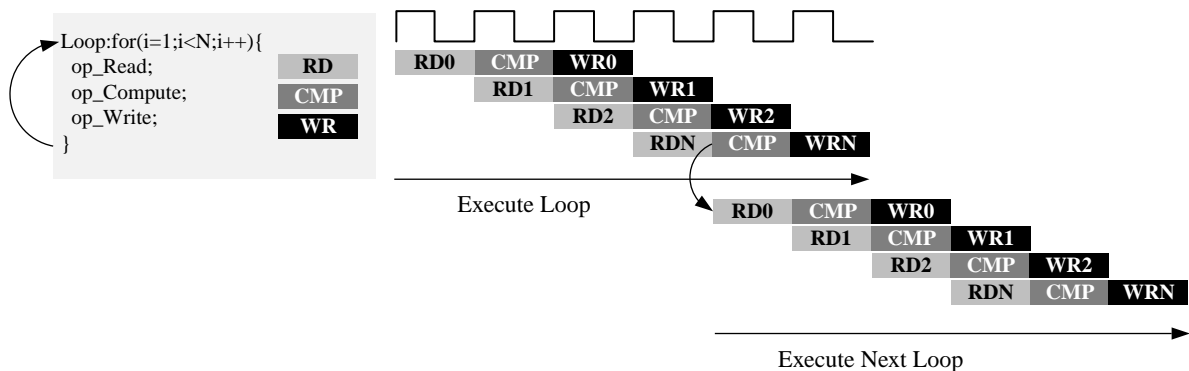 Loop:for(i=1;i<N;i++){
op_Read;
op_Compute;
op_Write;
}
RD
CMP
WR
RD0 CMP WR0
RD1 CMP WR1
RD2 CMP WR2
RDN CMP WRN
Execute Loop
RD0 CMP WR0
RD1 CMP WR1
RD2 CMP WR2
RDN CMP WRN
Execute Next Loop